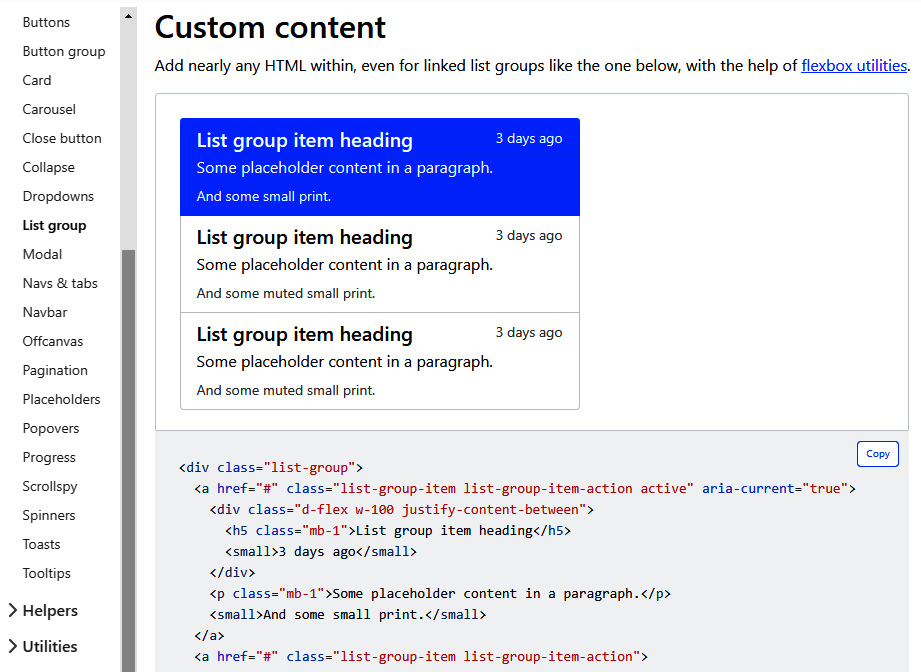 Buttons
Button group
Card
Carousel
Close button
Collapse
Dropdowns
List group
Modal
Navs & tabs
Navbar
Offcanvas
Pagination
Placeholders
Popovers
Progress
Scrollspy
Spinners
Toasts
Tooltips
Helpers
Utilities
Custom content
Add nearly any HTML within, even for linked list groups like the one below, with the help of flexbox utilities.
List group item heading 3 days ago
Some placeholder content in a paragraph.
And some small print.
List group item heading 3 days ago
Some placeholder content in a paragraph.
And some muted small print.
List group item heading 3 days ago
Some placeholder content in a paragraph.
And some muted small print.
Copy
<div class="list-group">
  <a href="#" class="list-group-item list-group-item-action active" aria-current="true">
    <div class="d-flex w-100 justify-content-between">
      <h5 class="mb-1">List group item heading</h5>
      <small>3 days ago</small>
    </div>
    <p class="mb-1">Some placeholder content in a paragraph.</p>
    <small>And some small print.</small>
  </a>
  <a href="#" class="list-group-item list-group-item-action">